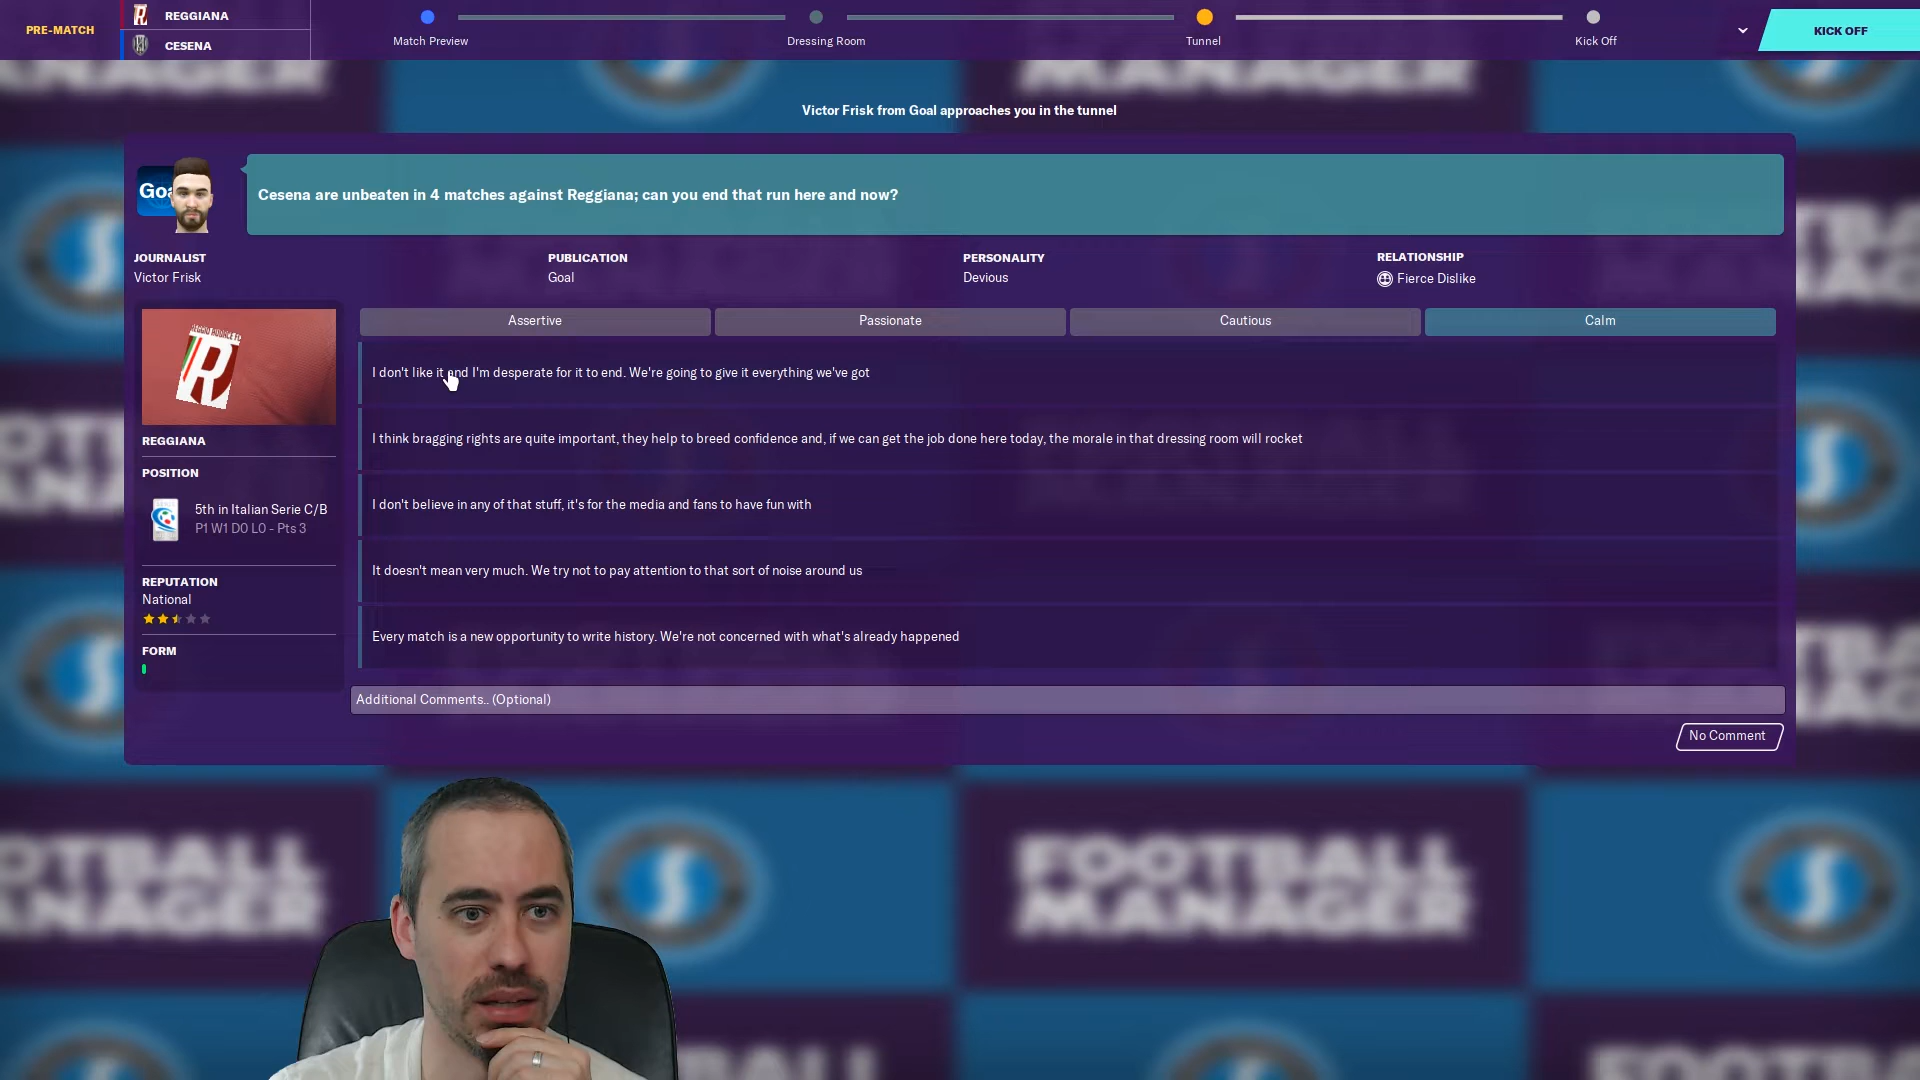 PRE-MATCH
REGGIANA
CESENA
Match Preview
Dressing Room
Tunnel
Kick Off
KICK OFF
Victor Frisk from Goal approaches you in the tunnel
Goa
Cesena are unbeaten in 4 matches against Reggiana; can you end that run here and now?
JOURNALIST
Victor Frisk
PUBLICATION
Goal
PERSONALITY
Devious
RELATIONSHIP
Fierce Dislike
Assertive
Passionate
Cautious
Calm
I don't like it and I'm desperate for it to end. We're going to give it everything we've got
I think bragging rights are quite important, they help to breed confidence and, if we can get the job done here today, the morale in that dressing room will rocket
I don't believe in any of that stuff, it's for the media and fans to have fun with
It doesn't mean very much. We try not to pay attention to that sort of noise around us
Every match is a new opportunity to write history. We're not concerned with what's already happened
R
REGGIANA
POSITION
5th in Italian Serie C/B
P1 W1 D0 L0 - Pts 3
REPUTATION
National
FORM
Additional Comments.. (Optional)
No Comment
MANAGER
MANAGER
OTBALL
MANAGER
FOOTBALL
MANAGER